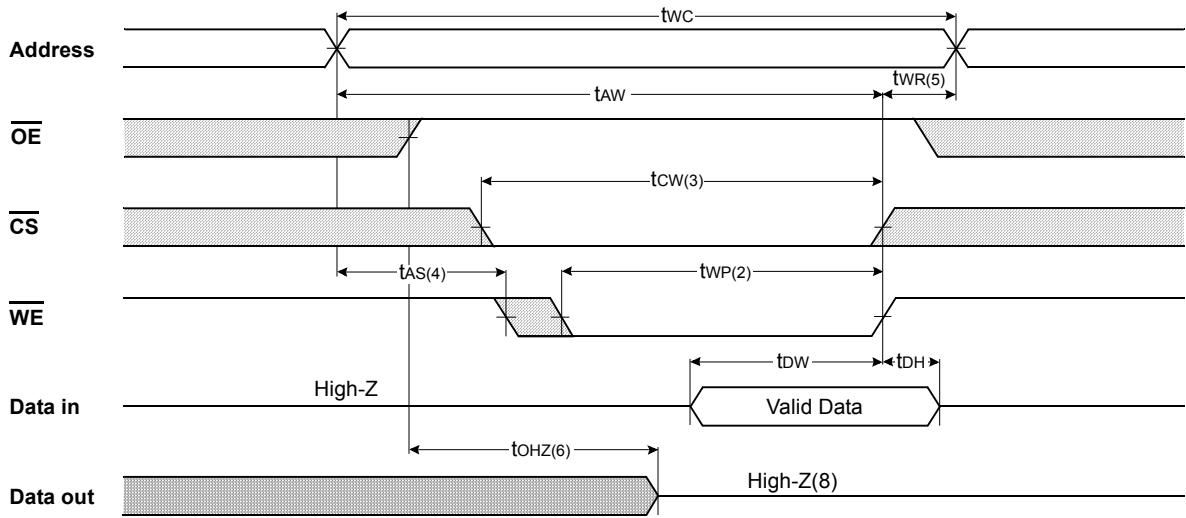 tWC
Address
tWR(5)
tAW
OE
tCW(3)
CS
tAS(4)
tWP(2)
WE
tDW
tDH
High-Z
Data in
Valid Data
tOHZ(6)
High-Z(8)
Data out